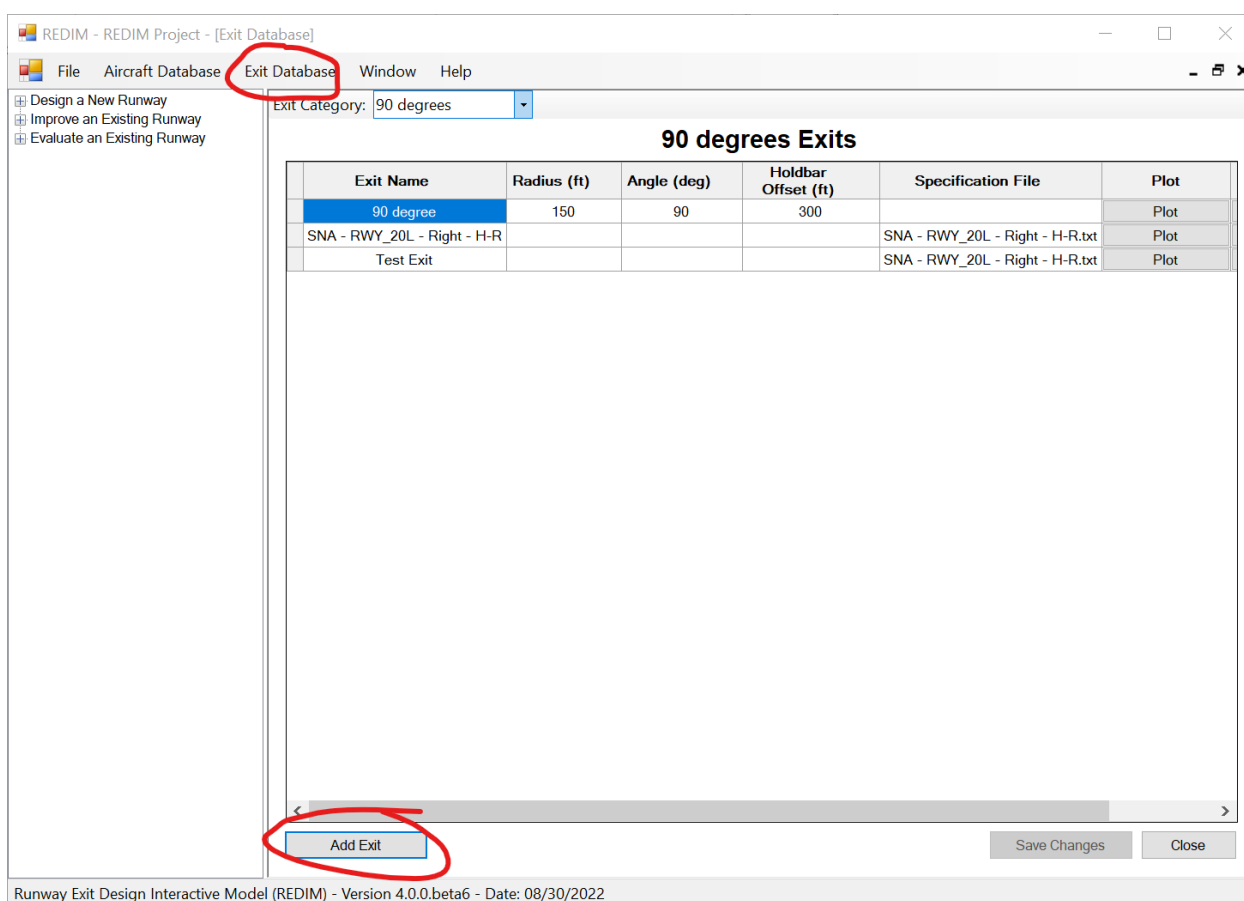 REDIM - REDIM Project - [Exit Database]
File Aircraft Database Exit Database Window Help
Design a New Runway
Improve an Existing Runway
Evaluate an Existing Runway
Exit Category: 90 degrees
90 degrees Exits
Exit Name Radius (ft) Angle (deg) Holdbar Offset (ft) Specification File Plot
90 degree 150 90 300 Plot
SNA - RWY_20L - Right - H-R SNA - RWY_20L - Right - H-R.txt Plot
Test Exit SNA - RWY_20L - Right - H-R.txt Plot
Add Exit Save Changes Close
Runway Exit Design Interactive Model (REDIM) - Version 4.0.0.beta6 - Date: 08/30/2022